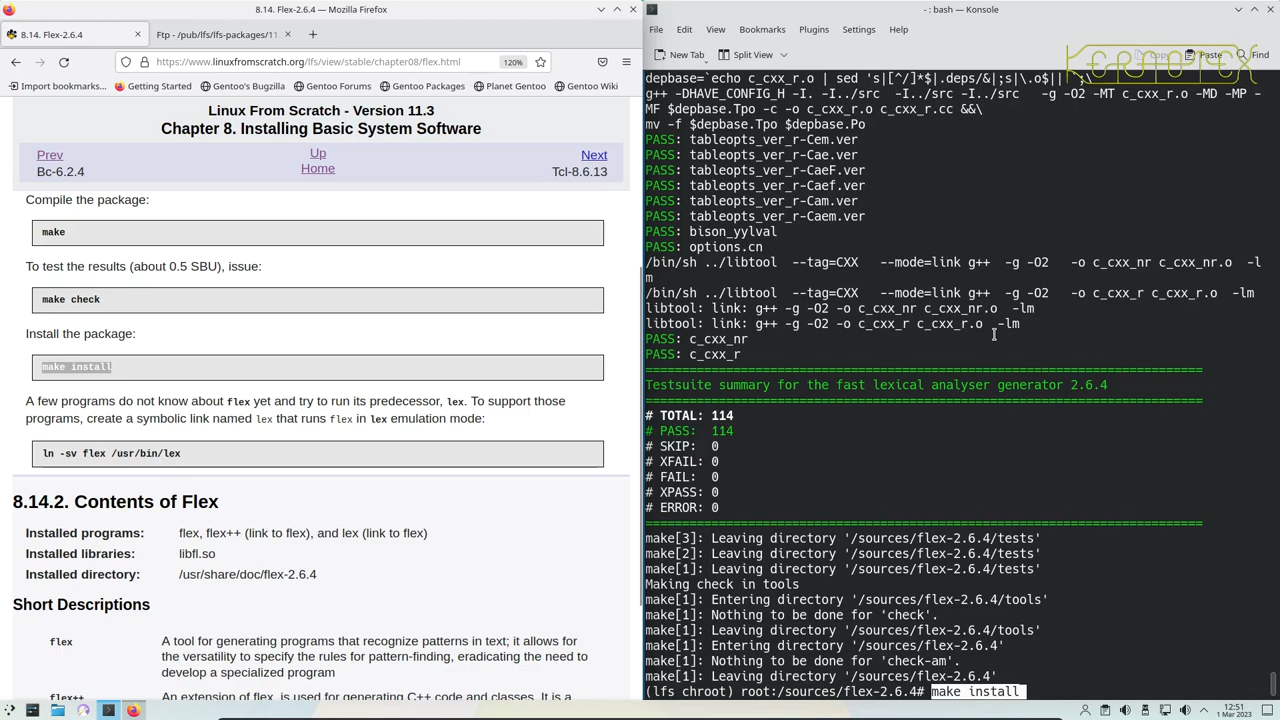 8.14. Flex-2.6.4 — Mozilla Firefox
8.14. Flex-2.6.4
Ftp - /pub/lfs/lfs-packages/11.
https://www.linuxfromscratch.org/lfs/view/stable/chapter08/flex.html
120%
Import bookmarks...
Getting Started
Gentoo's Bugzilla
Gentoo Forums
Gentoo Packages
Planet Gentoo
Gentoo Wiki
Linux From Scratch - Version 11.3
Chapter 8. Installing Basic System Software
Prev
Up
Next
Bc-6.2.4
Home
Tcl-8.6.13
Compile the package:
make
To test the results (about 0.5 SBU), issue:
make check
Install the package:
make install
A few programs do not know about flex yet and try to run its predecessor, lex. To support those
programs, create a symbolic link named lex that runs flex in lex emulation mode:
ln -sv flex /usr/bin/lex
8.14.2. Contents of Flex
Installed programs: flex, flex++ (link to flex), and lex (link to flex)
Installed libraries: libfl.so
Installed directory: /usr/share/doc/flex-2.6.4
Short Descriptions
flex
A tool for generating programs that recognize patterns in text; it allows for
the versatility to specify the rules for pattern-finding, eradicating the need to
develop a specialized program
flex++
An extension of flex, is used for generating C++ code and classes. It is a
- : bash — Konsole
File Edit View Bookmarks Plugins Settings Help
New Tab
Split View
Copy
Paste
Find
KERNOTEX
depbase=`echo c_cxx_r.o | sed 's|[^/]*$|.deps/&|;s|\.o$||'`;\
g++ -DHAVE_CONFIG_H -I. -I../src -I../src -I../src -g -O2 -MT c_cxx_r.o -MD -MP -
MF $depbase.Tpo -c -o c_cxx_r.o c_cxx_r.cc &&\
mv -f $depbase.Tpo $depbase.Po
PASS: tableopts_ver_r-Cem.ver
PASS: tableopts_ver_r-Cae.ver
PASS: tableopts_ver_r-CaeF.ver
PASS: tableopts_ver_r-Caef.ver
PASS: tableopts_ver_r-Cam.ver
PASS: tableopts_ver_r-Caem.ver
PASS: bison_yylval
PASS: options.cn
/bin/sh ../libtool --tag=CXX --mode=link g++ -g -O2 -o c_cxx_nr c_cxx_nr.o -l
m
/bin/sh ../libtool --tag=CXX --mode=link g++ -g -O2 -o c_cxx_r c_cxx_r.o -lm
libtool: link: g++ -g -O2 -o c_cxx_nr c_cxx_nr.o -lm
libtool: link: g++ -g -O2 -o c_cxx_r c_cxx_r.o -lm
PASS: c_cxx_nr
PASS: c_cxx_r
============================================================================
Testsuite summary for the fast lexical analyser generator 2.6.4
============================================================================
# TOTAL: 114
# PASS: 114
# SKIP: 0
# XFAIL: 0
# FAIL: 0
# XPASS: 0
# ERROR: 0
============================================================================
make[3]: Leaving directory '/sources/flex-2.6.4/tests'
make[2]: Leaving directory '/sources/flex-2.6.4/tests'
make[1]: Leaving directory '/sources/flex-2.6.4/tests'
Making check in tools
make[1]: Entering directory '/sources/flex-2.6.4/tools'
make[1]: Nothing to be done for 'check'.
make[1]: Leaving directory '/sources/flex-2.6.4/tools'
make[1]: Entering directory '/sources/flex-2.6.4'
make[1]: Nothing to be done for 'check-am'.
make[1]: Leaving directory '/sources/flex-2.6.4'
(lfs chroot) root:/sources/flex-2.6.4# make install
12:51
1 Mar 2023